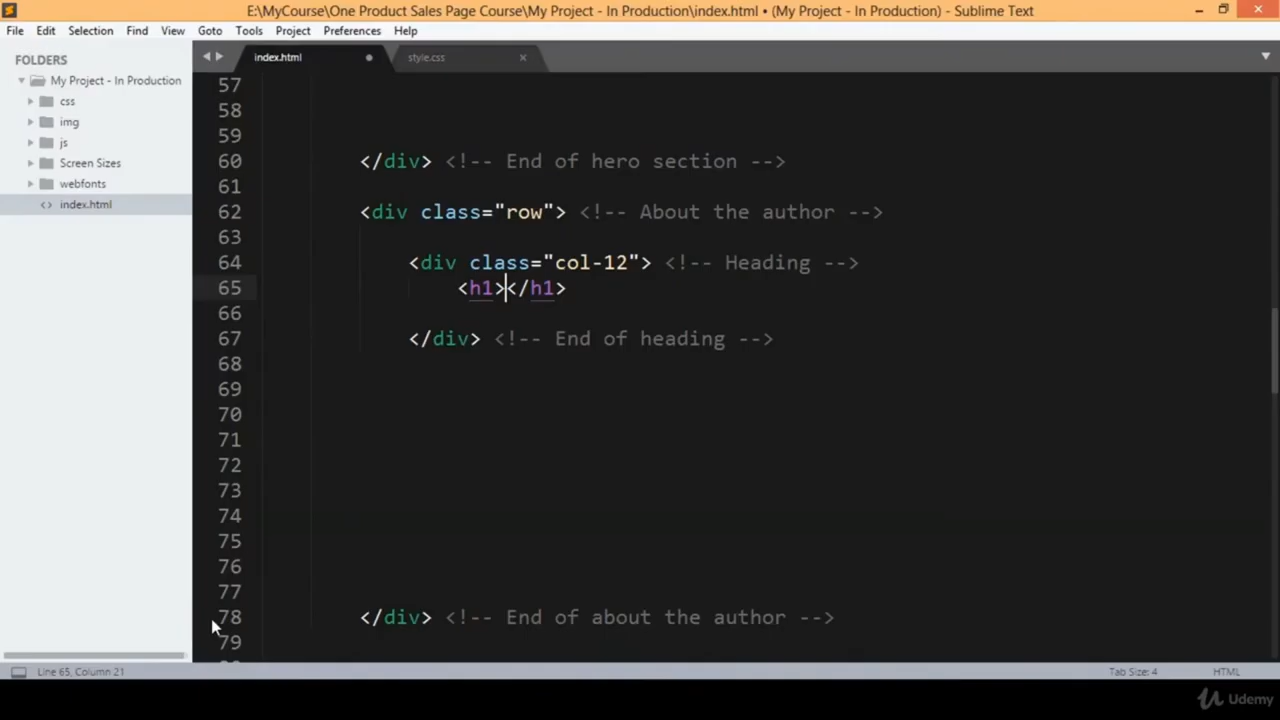 E:\MyCourse\One Product Sales Page Course\My Project - In Production\index.html • (My Project - In Production) - Sublime Text
File Edit Selection Find View Goto Tools Project Preferences Help
FOLDERS
My Project - In Production
css
img
js
Screen Sizes
webfonts
<> index.html
index.html
style.css
57
58
59
60 </div> <!-- End of hero section -->
61
62 <div class="row"> <!-- About the author -->
63
64 <div class="col-12"> <!-- Heading -->
65 <h1></h1>
66
67 </div> <!-- End of heading -->
68
69
70
71
72
73
74
75
76
77
78 </div> <!-- End of about the author -->
79
Line 65, Column 21
Tab Size: 4
HTML
Udemy